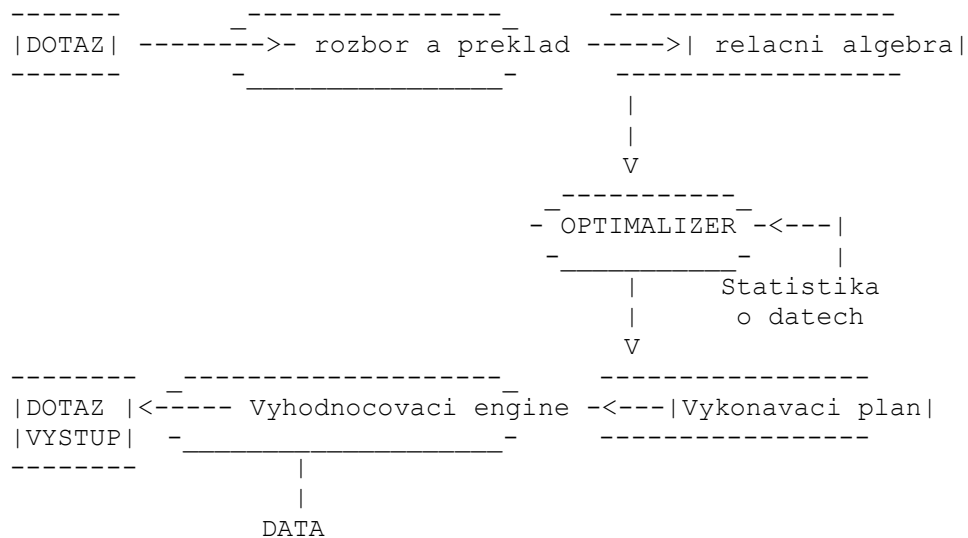 DOTAZ rozbor a preklad relacni algebra
V
OPTIMALIZER
Statistika
o datech
V
DOTAZ Vyhodnocovaci engine Vykonavaci plan
VYSTUP
DATA